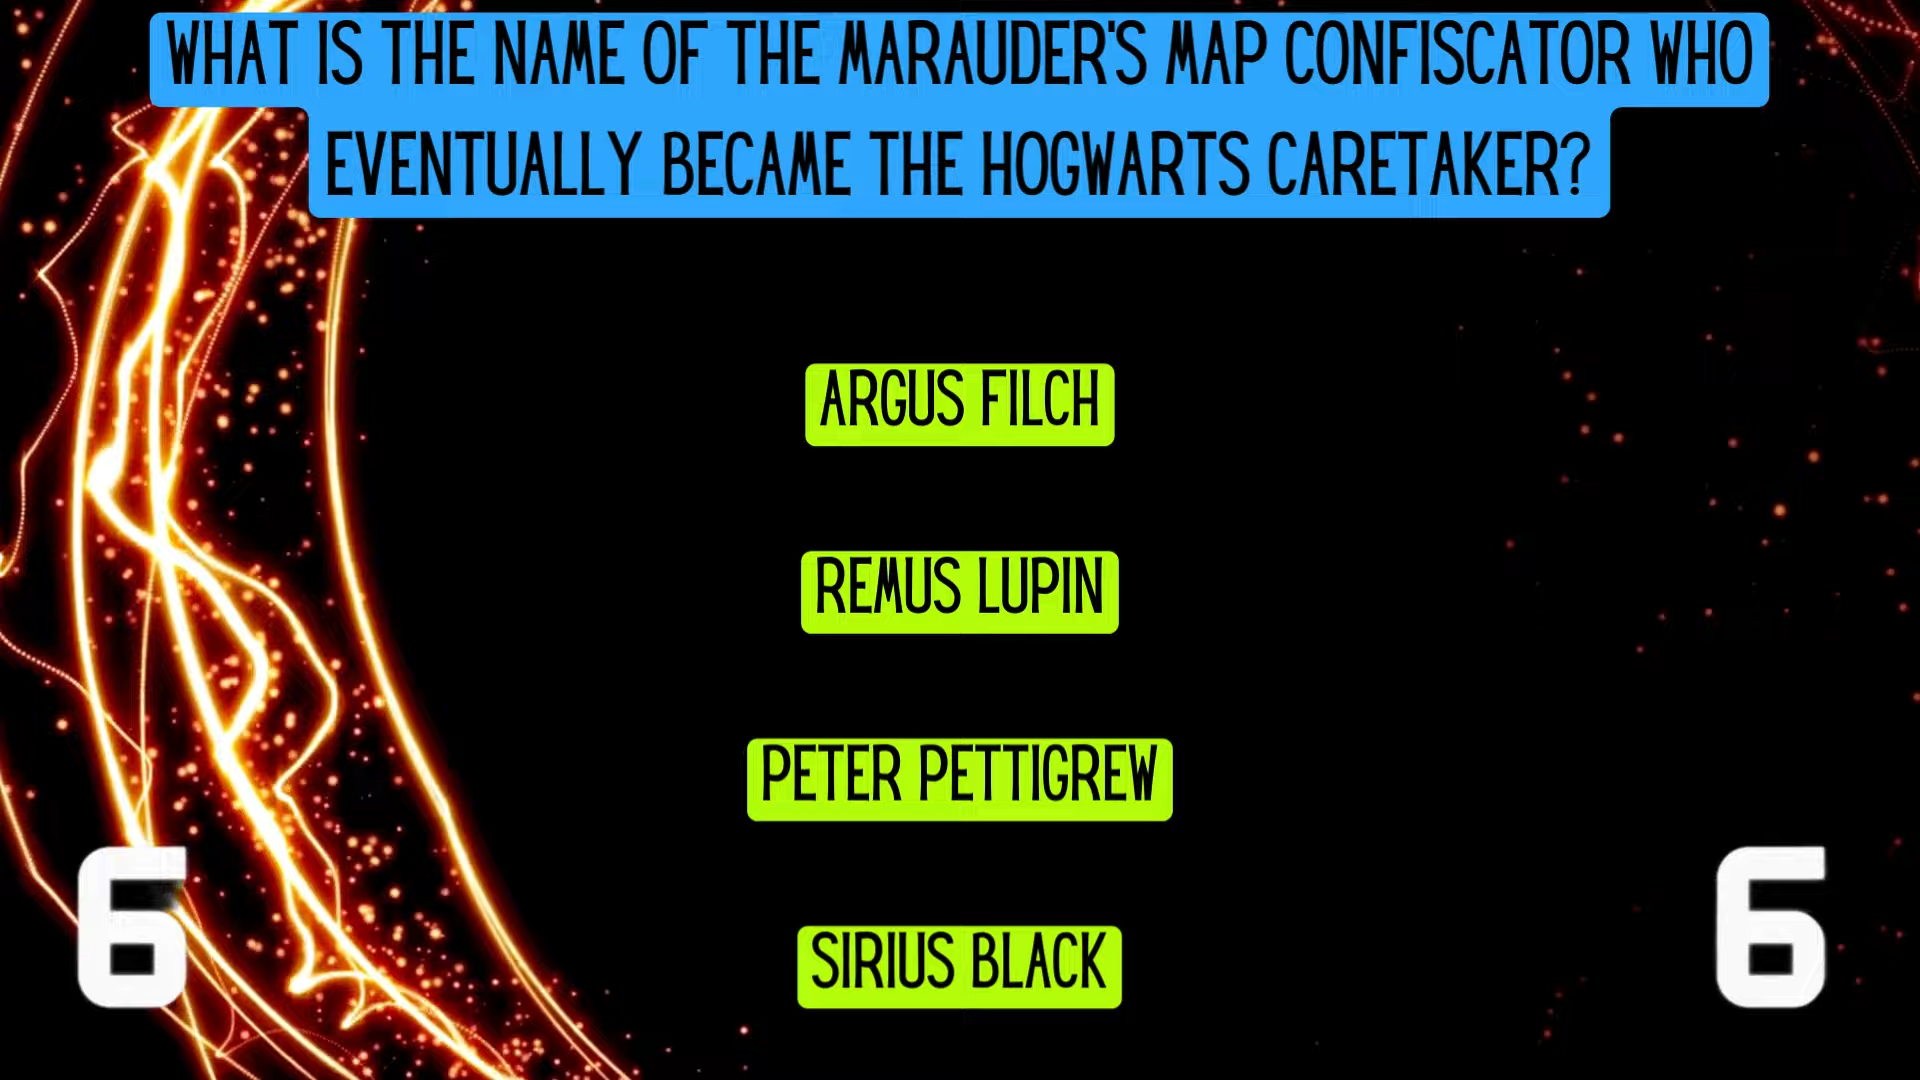 WHAT IS THE NAME OF THE MARAUDER'S MAP CONFISCATOR WHO
EVENTUALLY BECAME THE HOGWARTS CARETAKER?
ARGUS FILCH
REMUS LUPIN
PETER PETTIGREW
SIRIUS BLACK
6 6